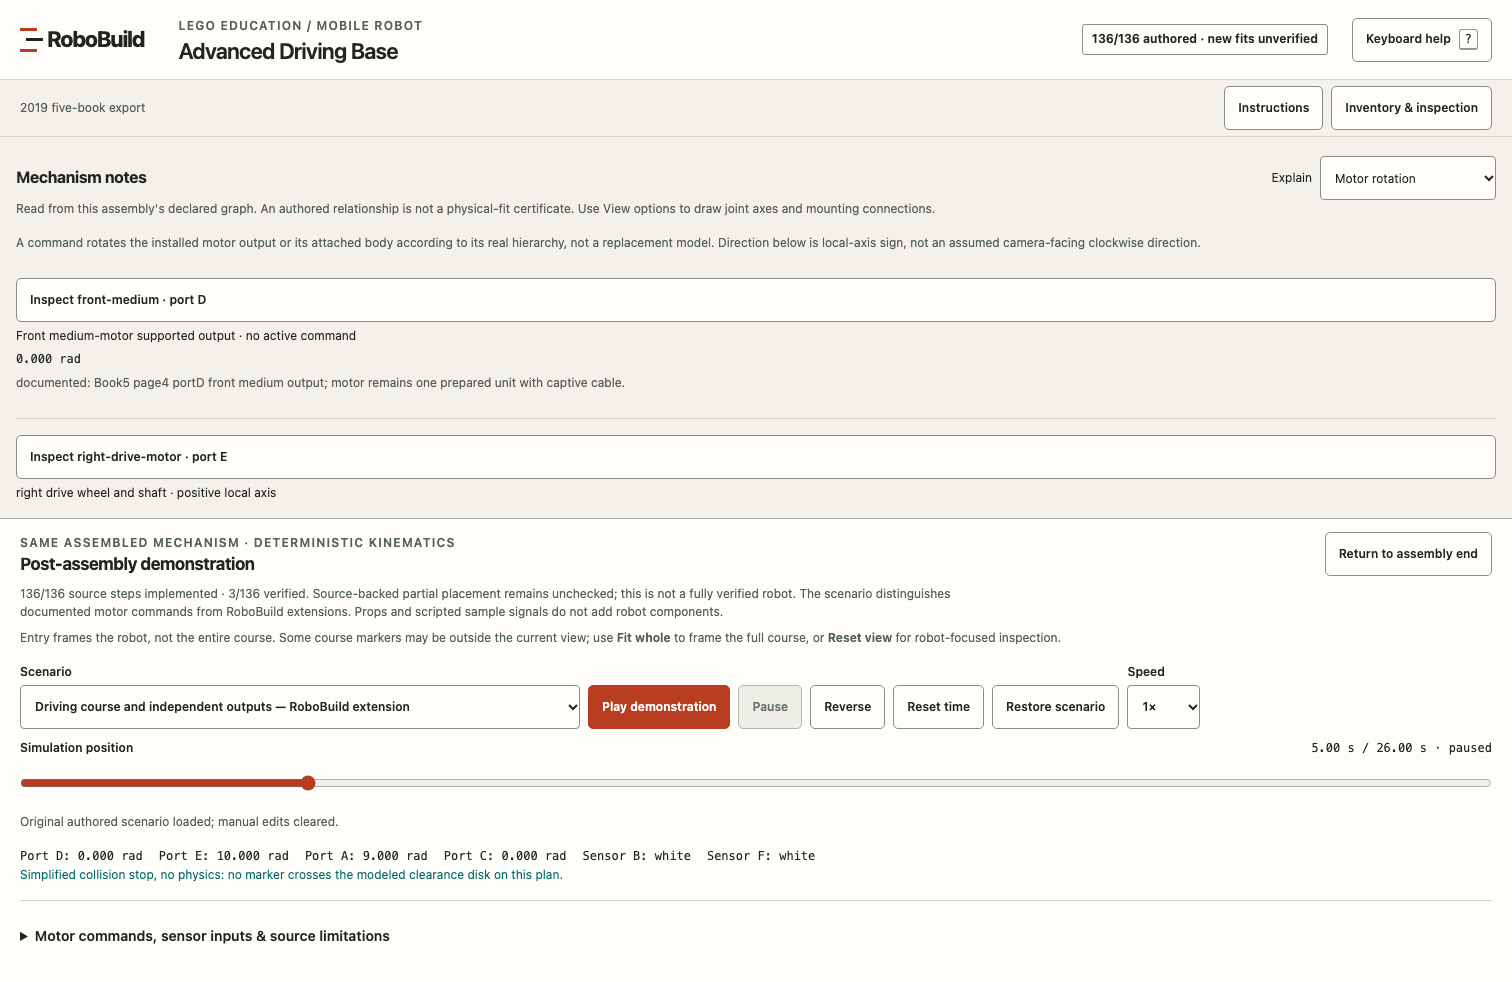 RoboBuild
LEGO EDUCATION / MOBILE ROBOT
Advanced Driving Base
136/136 authored · new fits unverified
Keyboard help ?
2019 five-book export
Instructions
Inventory & inspection
Mechanism notes
Explain
Motor rotation
Read from this assembly's declared graph. An authored relationship is not a physical-fit certificate. Use View options to draw joint axes and mounting connections.
A command rotates the installed motor output or its attached body according to its real hierarchy, not a replacement model. Direction below is local-axis sign, not an assumed camera-facing clockwise direction.
Inspect front-medium · port D
Front medium-motor supported output · no active command
0.000 rad
documented: Book5 page4 portD front medium output; motor remains one prepared unit with captive cable.
Inspect right-drive-motor · port E
right drive wheel and shaft · positive local axis
SAME ASSEMBLED MECHANISM · DETERMINISTIC KINEMATICS
Post-assembly demonstration
Return to assembly end
136/136 source steps implemented · 3/136 verified. Source-backed partial placement remains unchecked; this is not a fully verified robot. The scenario distinguishes
documented motor commands from RoboBuild extensions. Props and scripted sample signals do not add robot components.
Entry frames the robot, not the entire course. Some course markers may be outside the current view; use Fit whole to frame the full course, or Reset view for robot-focused inspection.
Scenario
Speed
Driving course and independent outputs — RoboBuild extension
Play demonstration
Pause
Reverse
Reset time
Restore scenario
1×
Simulation position
5.00 s / 26.00 s · paused
Original authored scenario loaded; manual edits cleared.
Port D: 0.000 rad Port E: 10.000 rad Port A: 9.000 rad Port C: 0.000 rad Sensor B: white Sensor F: white
Simplified collision stop, no physics: no marker crosses the modeled clearance disk on this plan.
Motor commands, sensor inputs & source limitations